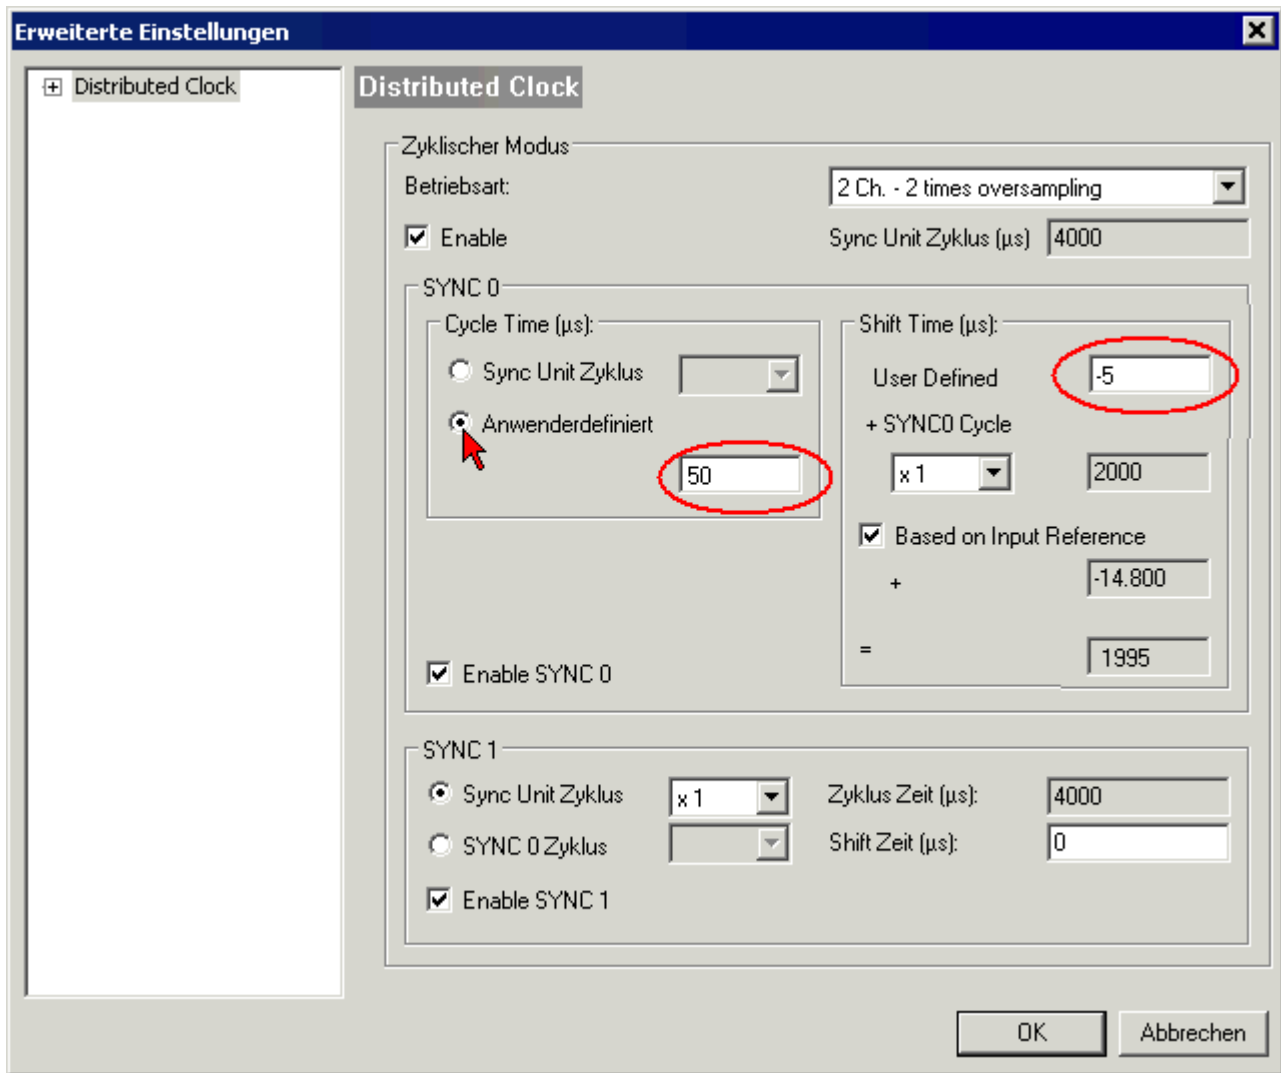 Erweiterte Einstellungen
Distributed Clock
Distributed Clock
Zyklischer Modus
Betriebsart:
2 Ch. - 2 times oversampling
Enable
Sync Unit Zyklus (µs)
4000
SYNC 0
Cycle Time (µs):
Sync Unit Zyklus
Anwenderdefiniert
50
Shift Time (µs):
User Defined
-5
+ SYNC0 Cycle
x 1
2000
Based on Input Reference
+
-14.800
=
1995
Enable SYNC 0
SYNC 1
Sync Unit Zyklus
x 1
Zyklus Zeit (µs):
4000
SYNC 0 Zyklus
Shift Zeit (µs):
0
Enable SYNC 1
OK
Abbrechen